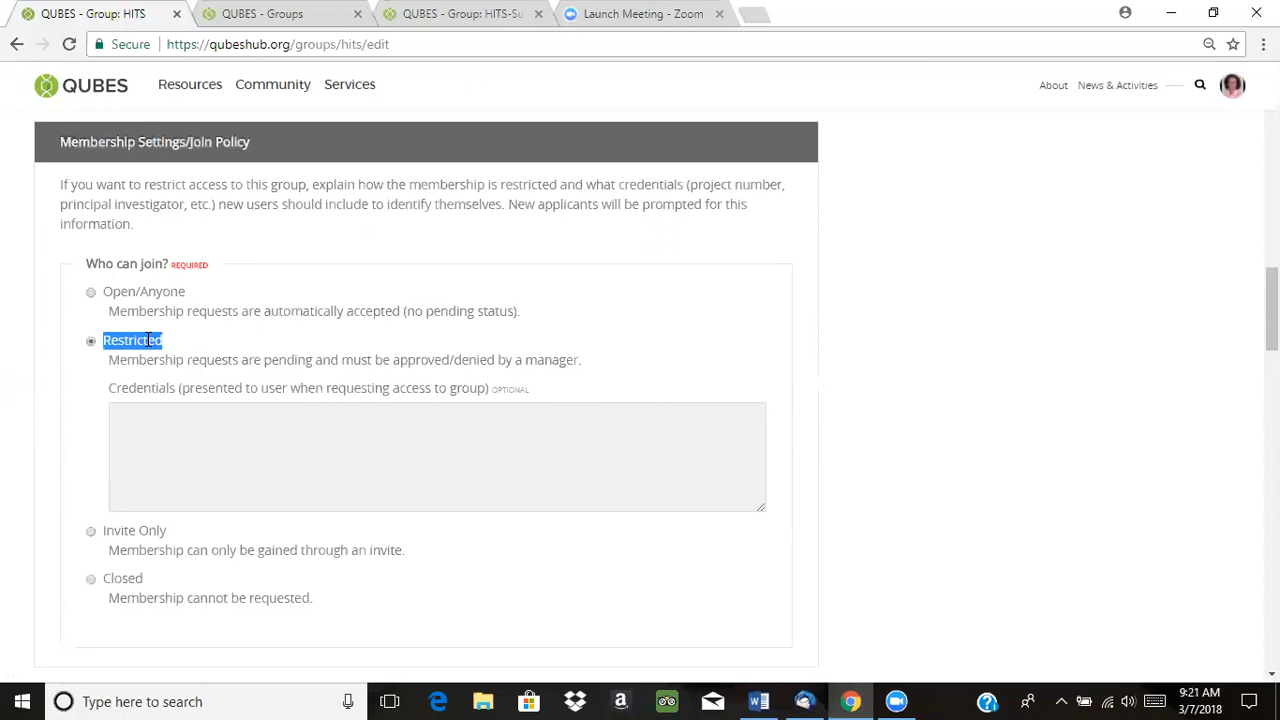 QUBES - Group: HITS
QUBES - Groups
QUBES - Group: HITS-Su
Launch Meeting - Zoom
Secure
https://qubeshub.org/groups/hits/edit
QUBES
Resources
Community
Services
About
News & Activities
Membership Settings/Join Policy
If you want to restrict access to this group, explain how the membership is restricted and what credentials (project number,
principal investigator, etc.) new users should include to identify themselves. New applicants will be prompted for this
information.
Who can join? REQUIRED
Open/Anyone
Membership requests are automatically accepted (no pending status).
Restricted
Membership requests are pending and must be approved/denied by a manager.
Credentials (presented to user when requesting access to group) OPTIONAL
Invite Only
Membership can only be gained through an invite.
Closed
Membership cannot be requested.
Type here to search
9:21 AM
3/7/2018